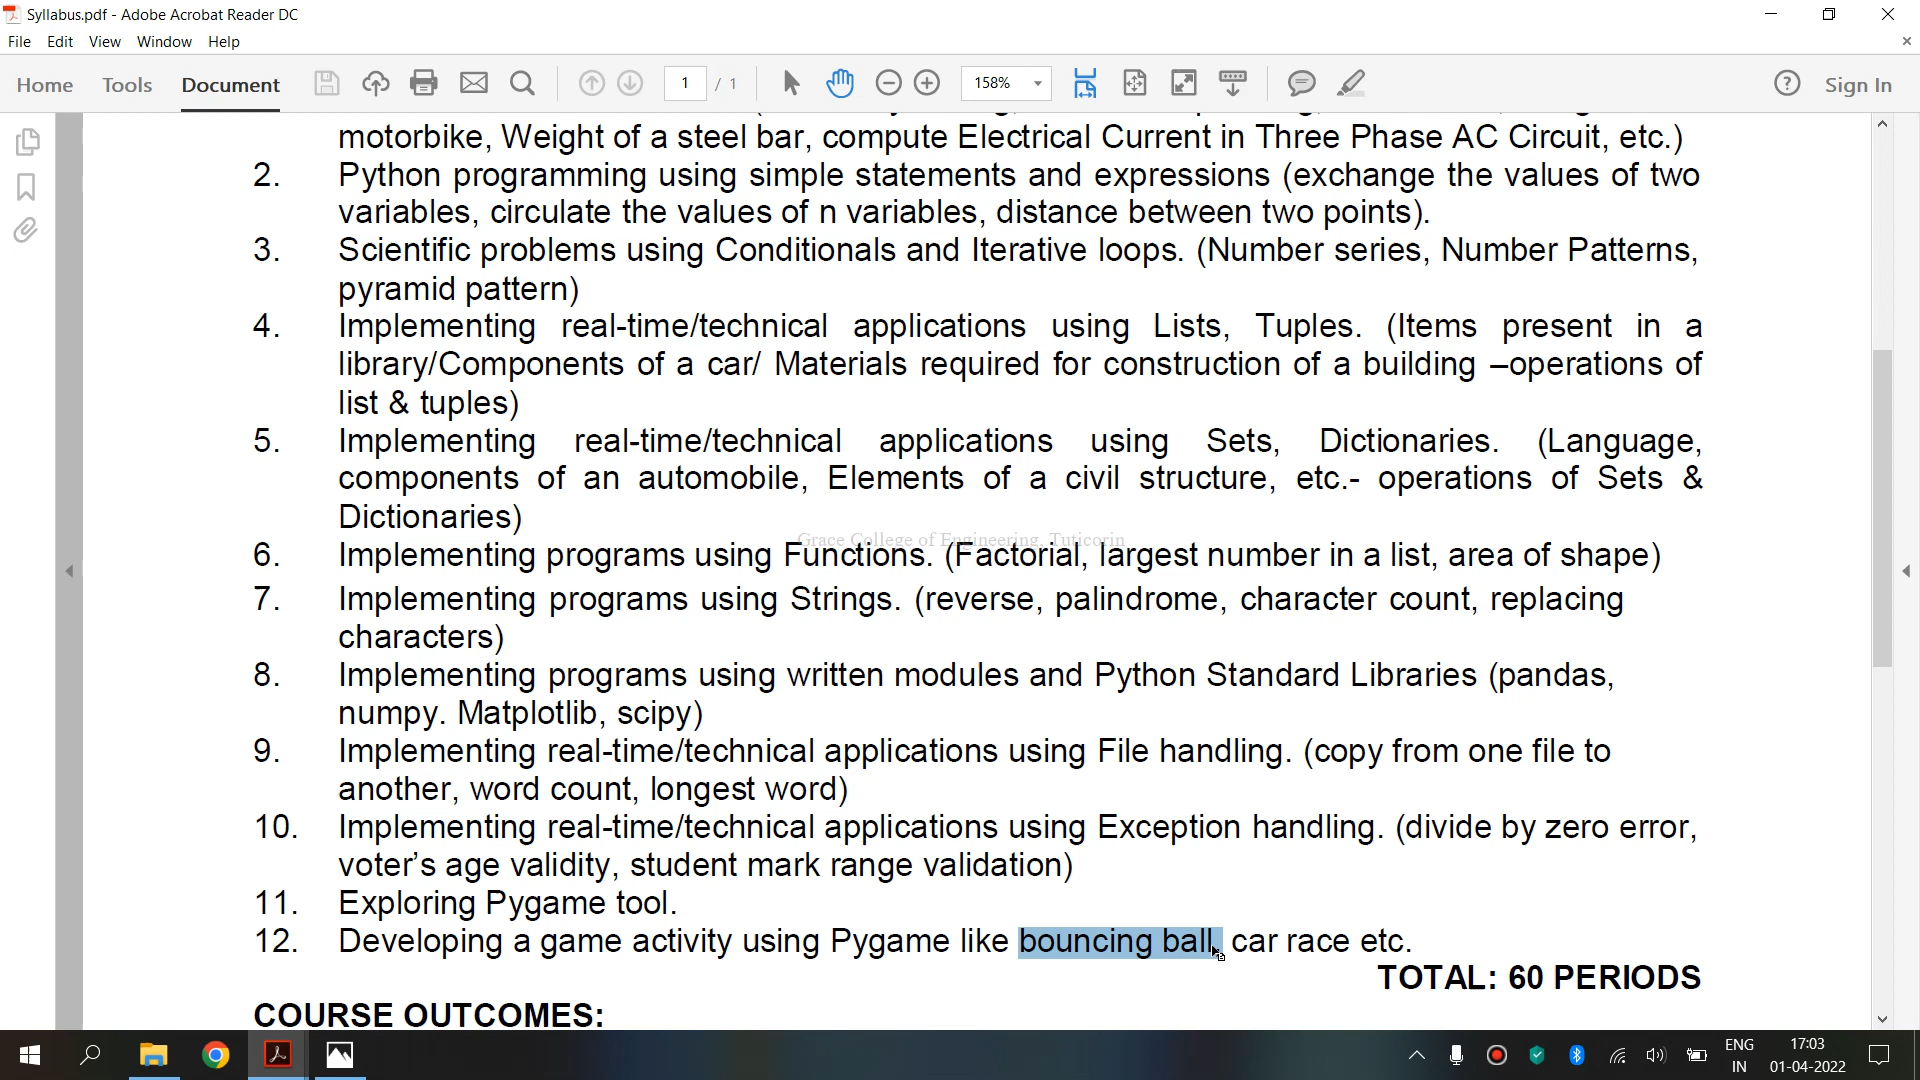 Syllabus.pdf - Adobe Acrobat Reader DC
File Edit View Window Help
Home Tools Document 1 / 1 158% Sign In
motorbike, Weight of a steel bar, compute Electrical Current in Three Phase AC Circuit, etc.)
2. Python programming using simple statements and expressions (exchange the values of two
variables, circulate the values of n variables, distance between two points).
3. Scientific problems using Conditionals and Iterative loops. (Number series, Number Patterns,
pyramid pattern)
4. Implementing real-time/technical applications using Lists, Tuples. (Items present in a
library/Components of a car/ Materials required for construction of a building –operations of
list & tuples)
5. Implementing real-time/technical applications using Sets, Dictionaries. (Language,
components of an automobile, Elements of a civil structure, etc.- operations of Sets &
Dictionaries)
Grace College of Engineering, Tuticorin
6. Implementing programs using Functions. (Factorial, largest number in a list, area of shape)
7. Implementing programs using Strings. (reverse, palindrome, character count, replacing
characters)
8. Implementing programs using written modules and Python Standard Libraries (pandas,
numpy. Matplotlib, scipy)
9. Implementing real-time/technical applications using File handling. (copy from one file to
another, word count, longest word)
10. Implementing real-time/technical applications using Exception handling. (divide by zero error,
voter’s age validity, student mark range validation)
11. Exploring Pygame tool.
12. Developing a game activity using Pygame like bouncing ball, car race etc.
TOTAL: 60 PERIODS
COURSE OUTCOMES:
ENG 17:03
IN 01-04-2022